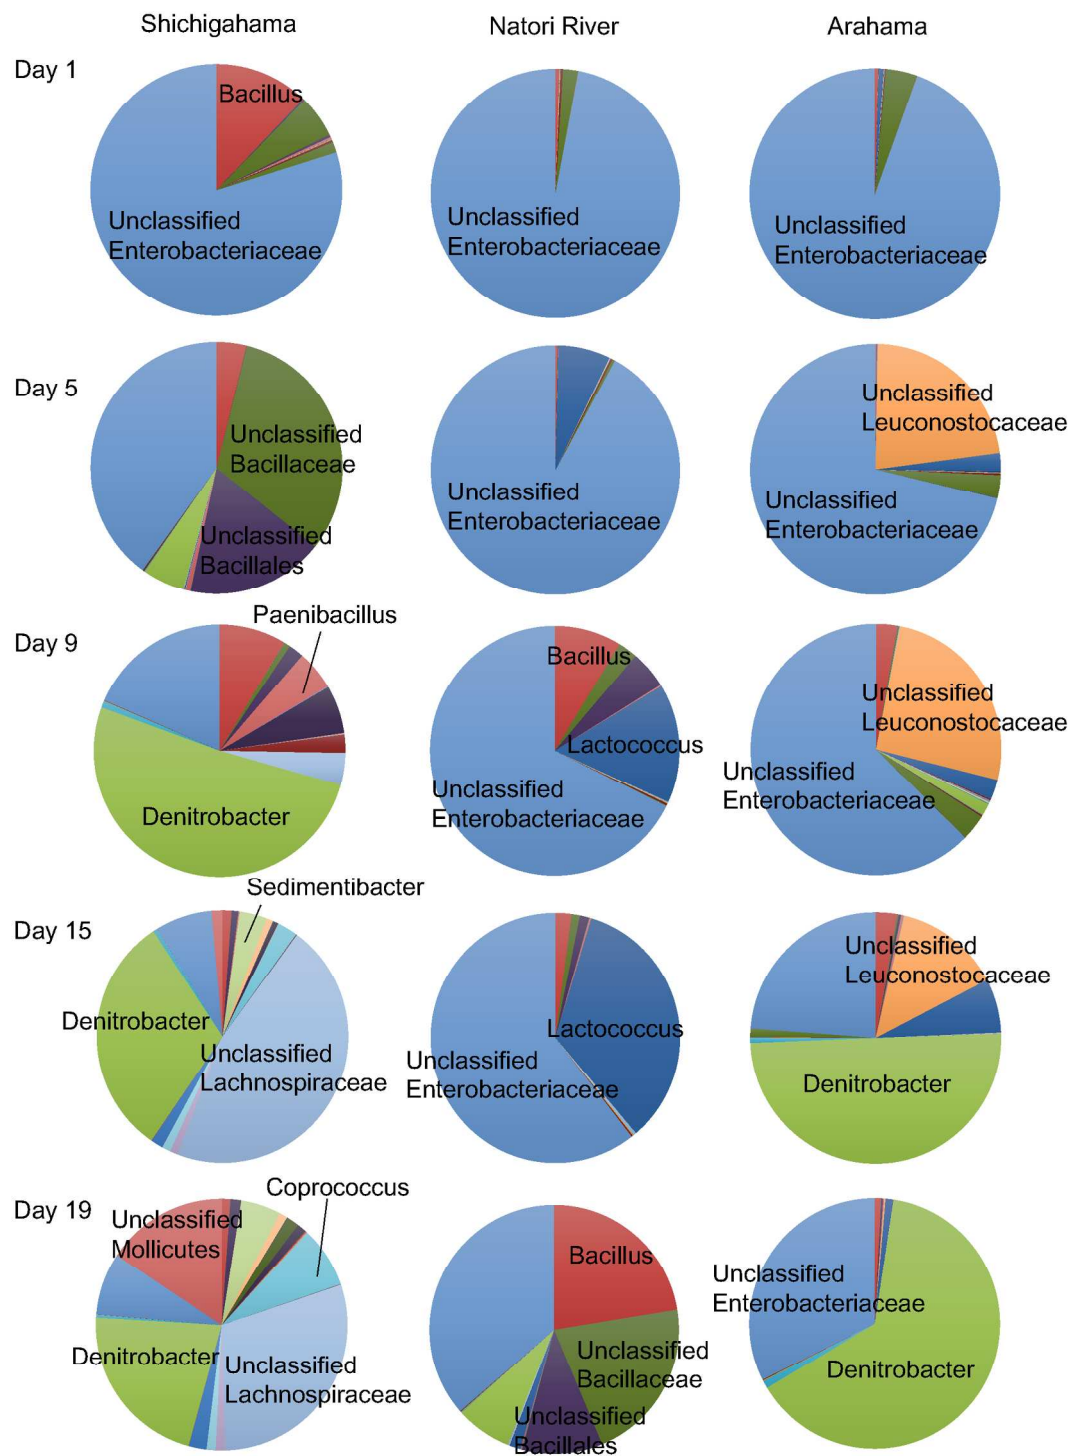 Shichigahama
Natori River
Arahama
Day 1
Bacillus
Unclassified
Enterobacteriaceae
Unclassified
Enterobacteriaceae
Unclassified
Enterobacteriaceae
Day 5
Unclassified
Bacillaceae
Unclassified
Bacillales
Unclassified
Enterobacteriaceae
Unclassified
Leuconostocaceae
Unclassified
Enterobacteriaceae
Day 9
Paenibacillus
Denitrobacter
Bacillus
Lactococcus
Unclassified
Enterobacteriaceae
Unclassified
Leuconostocaceae
Unclassified
Enterobacteriaceae
Day 15
Sedimentibacter
Denitrobacter
Unclassified
Lachnospiraceae
Lactococcus
Unclassified
Enterobacteriaceae
Unclassified
Leuconostocaceae
Denitrobacter
Day 19
Coprococcus
Unclassified
Mollicutes
Denitrobacter
Unclassified
Lachnospiraceae
Bacillus
Unclassified
Bacillaceae
Unclassified
Bacillales
Unclassified
Enterobacteriaceae
Denitrobacter